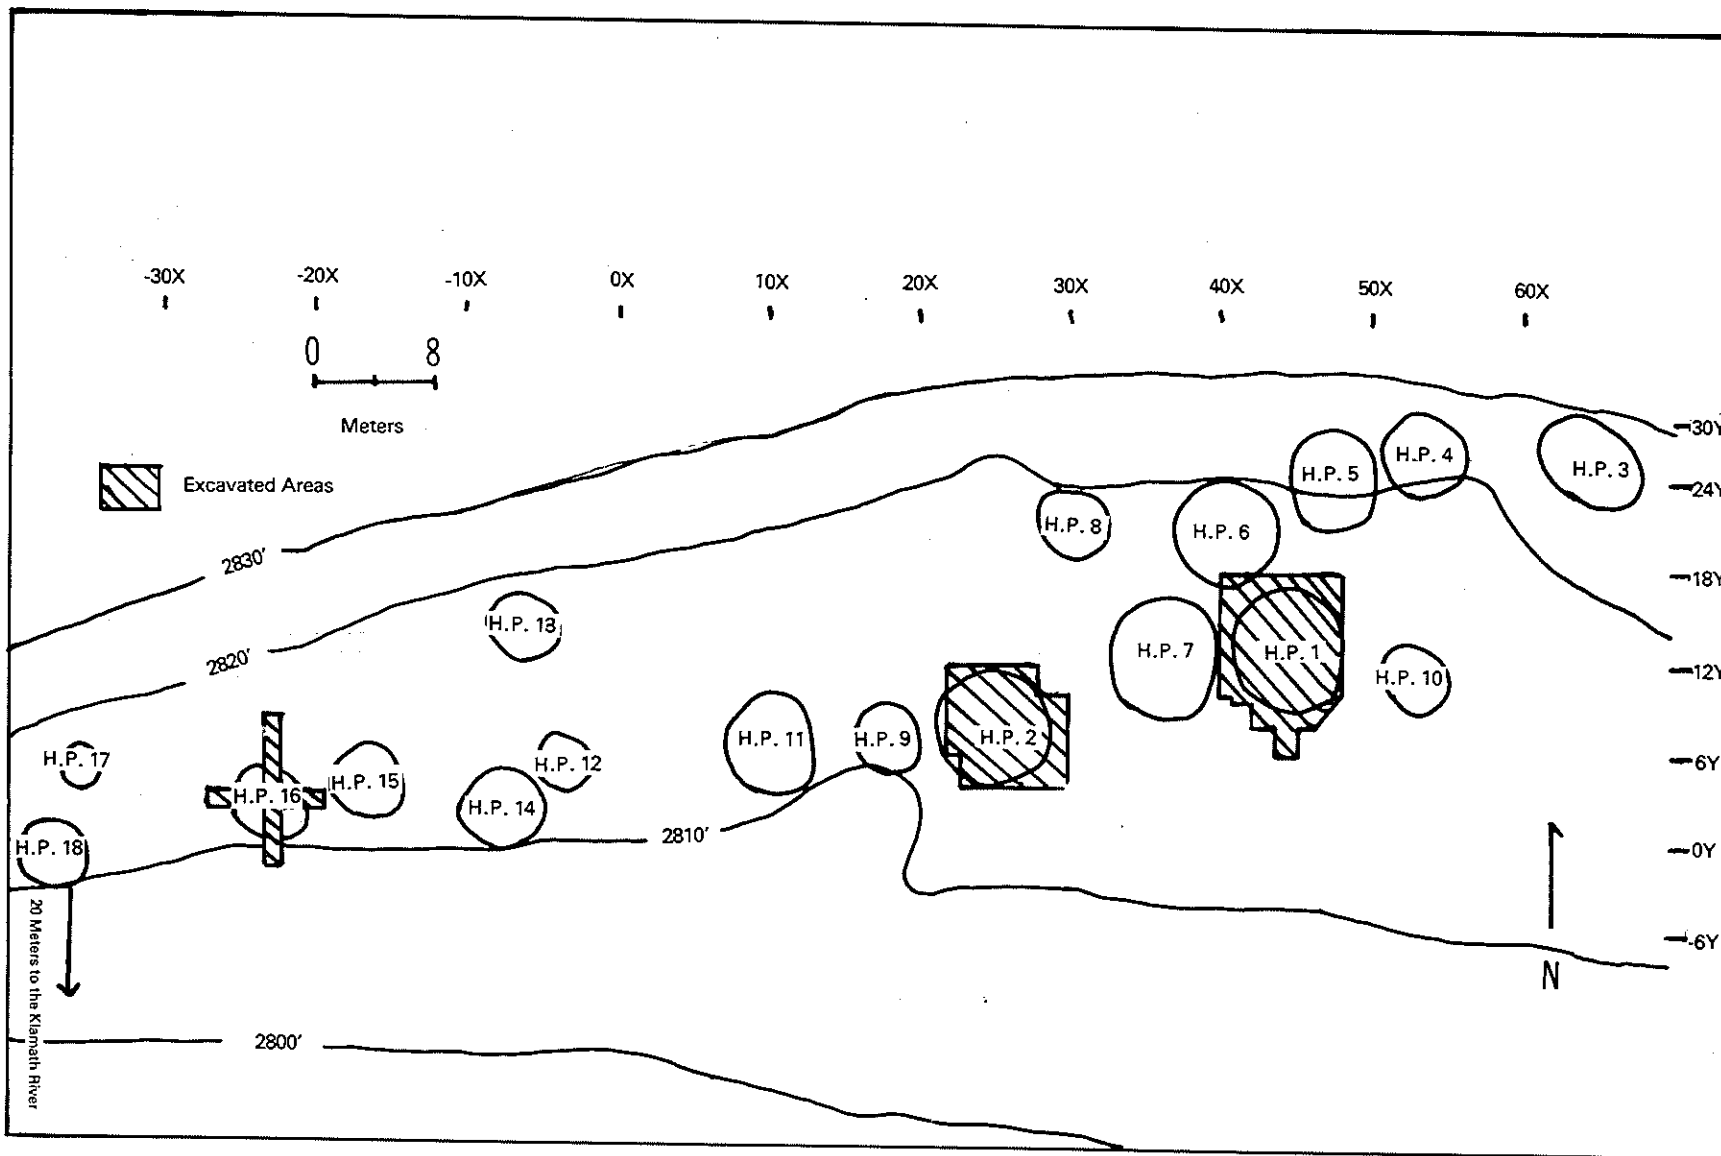 -30X -20X -10X 0X 10X 20X 30X 40X 50X 60X
0 8
Meters
Excavated Areas
30Y
24Y
18Y
12Y
6Y
0Y
-6Y
H.P. 4
H.P. 5
H.P. 3
H.P. 8
H.P. 6
2830'
H.P. 13
H.P. 7
H.P. 1
2820'
H.P. 10
H.P. 11
H.P. 9
H.P. 2
H.P. 17
H.P. 12
H.P. 15
H.P. 16
H.P. 14
2810'
H.P. 18
20 Meters to the Klamath River
N
2800'